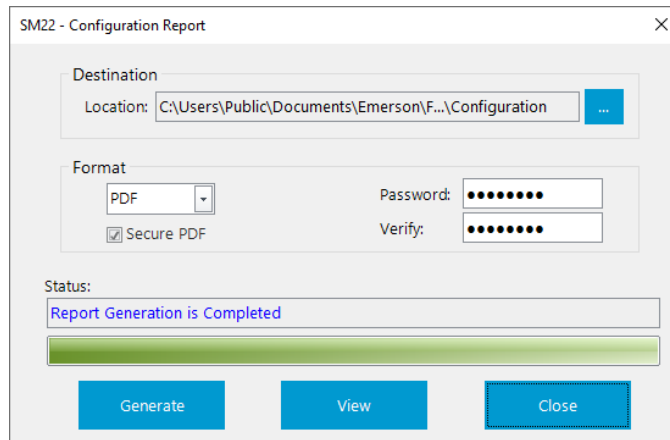 SM22 - Configuration Report
Destination
Location: C:\Users\Public\Documents\Emerson\F...\Configuration ...
Format
PDF Password: ●●●●●●●●
Secure PDF Verify: ●●●●●●●●
Status:
Report Generation is Completed
Generate View Close